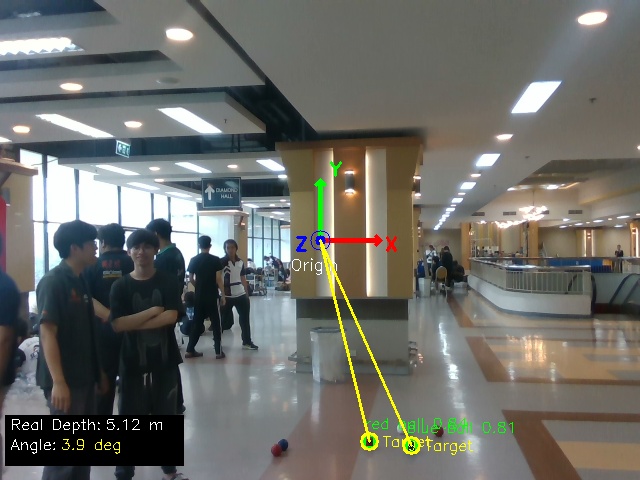 DIAMOND
HALL
Y
Z
X
Origin
Real Depth: 5.12 m
Angle: 3.9 deg
0.81
Target
Target